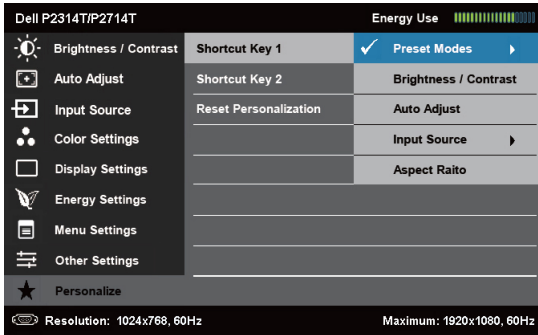 Dell P2314T/P2714T
Energy Use
Brightness / Contrast
Auto Adjust
Input Source
Color Settings
Display Settings
Energy Settings
Menu Settings
Other Settings
Personalize
Shortcut Key 1
Shortcut Key 2
Reset Personalization
Preset Modes
Brightness / Contrast
Auto Adjust
Input Source
Aspect Raito
Resolution: 1024x768, 60Hz
Maximum: 1920x1080, 60Hz